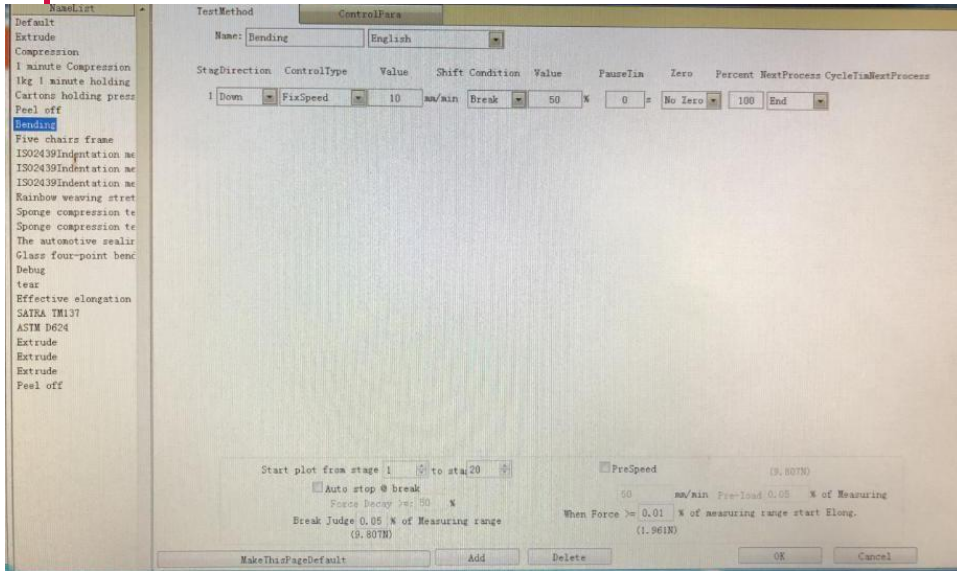 NameList
Default
Extrude
Compression
1 minute Compression
1kg 1 minute holding
Cartons holding press
Peel off
Bending
Five chairs frame
ISO2439Indentation me
ISO2439Indentation me
ISO2439Indentation me
Rainbow weaving stret
Sponge compression te
Sponge compression te
The automotive sealir
Glass four-point bend
Debug
tear
Effective elongation
SATRA TM137
ASTM D624
Extrude
Extrude
Extrude
Peel off
TestMethod ControlPara
Name: Bending English
StagDirection ControlType Value Shift Condition Value PauseTim Zero Percent NextProcess CycleTimNextProcess
1 Down FixSpeed 10 mm/min Break 50 % 0 s No Zero 100 End
Start plot from stage 1 to sta 20
Auto stop @ break
Force Decay >=: 50 %
Break Judge 0.05 % of Measuring range
(9.807N)
PreSpeed (9.807N)
50 mm/min Pre-load 0.05 % of Measuring
When Force >= 0.01 % of measuring range start Elong.
(1.961N)
MakeThisPageDefault Add Delete OK Cancel